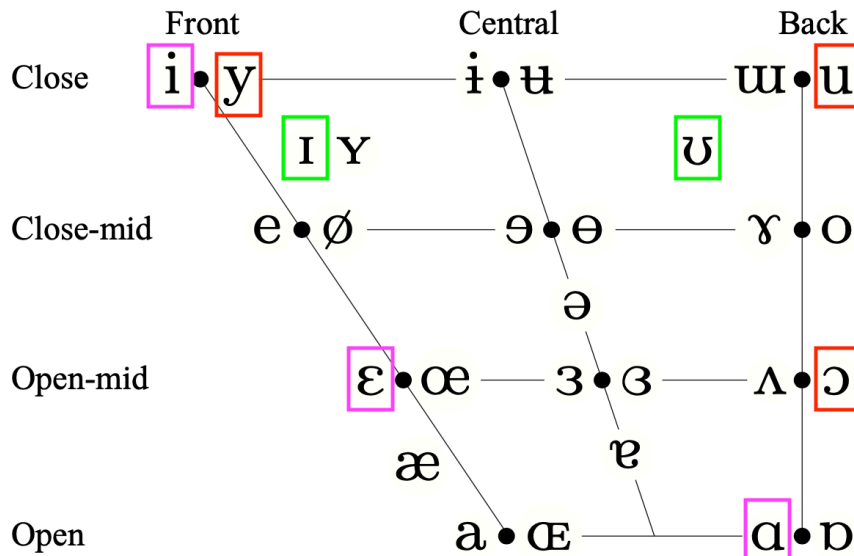 Front Central Back
Close i y ɨ ʉ ɯ u
ɪ ʏ ʊ
Close-mid e ø ɘ ɵ ɤ o
ə
Open-mid ɛ œ ɜ ɞ ʌ ɔ
æ ɐ
Open a ɶ ɑ ɒ